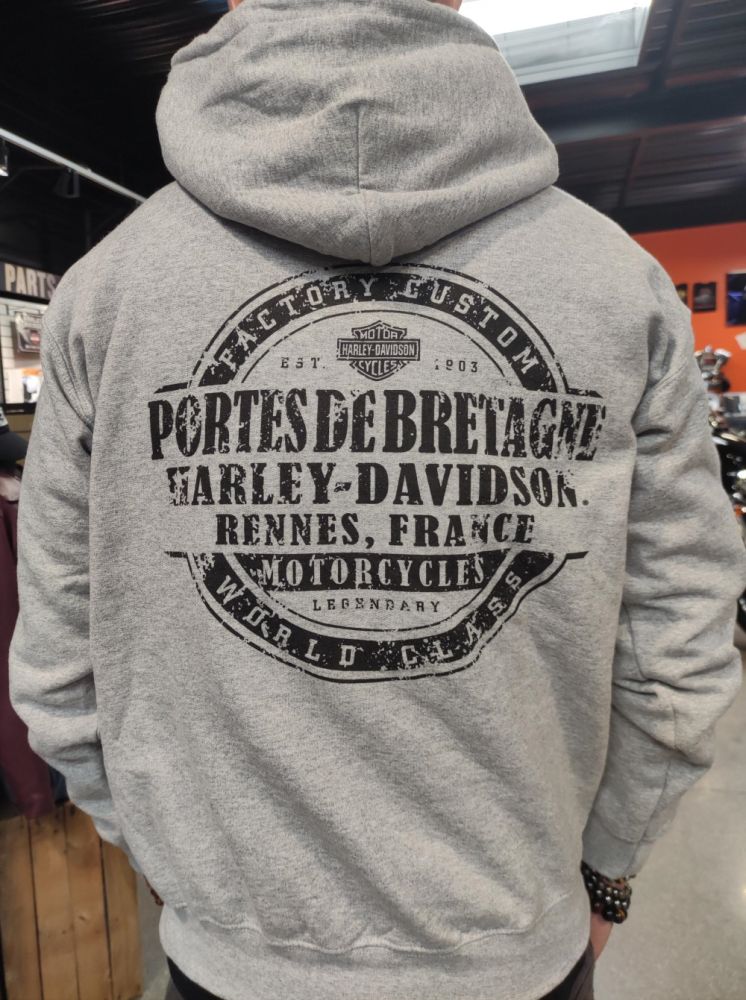 PARTS
FACTORY CUSTOM
MOTOR
HARLEY-DAVIDSON
CYCLES
EST. 1903
PORTES DE BRETAGNE
HARLEY-DAVIDSON.
RENNES, FRANCE
MOTORCYCLES
LEGENDARY
WORLD CLASS